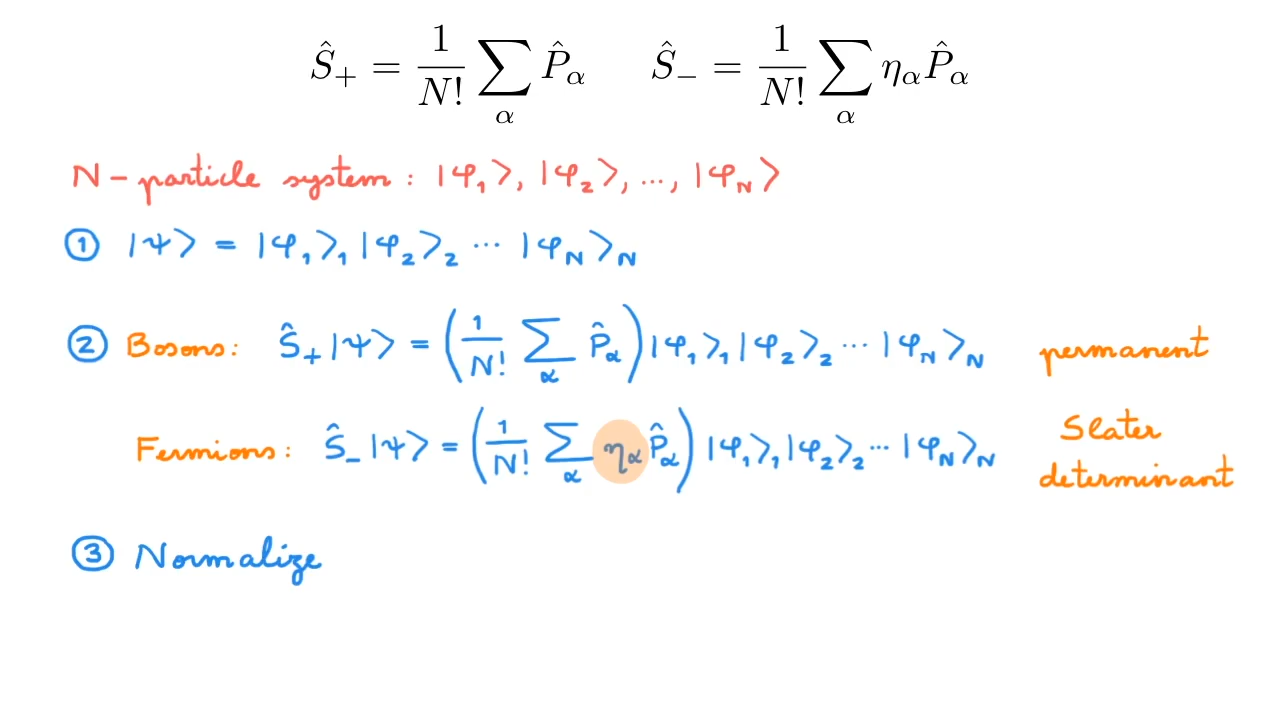 Ŝ₊ = 1/N! ∑_α P̂_α    Ŝ₋ = 1/N! ∑_α η_α P̂_α
N-particle system: |φ₁⟩, |φ₂⟩, ..., |φ_N⟩
① |ψ⟩ = |φ₁⟩₁ |φ₂⟩₂ ⋯ |φ_N⟩_N
② Bosons: Ŝ₊|ψ⟩ = (1/N! ∑_α P̂_α) |φ₁⟩₁ |φ₂⟩₂ ⋯ |φ_N⟩_N permanent
Fermions: Ŝ₋|ψ⟩ = (1/N! ∑_α η_α P̂_α) |φ₁⟩₁ |φ₂⟩₂ ⋯ |φ_N⟩_N Slater
determinant
③ Normalize